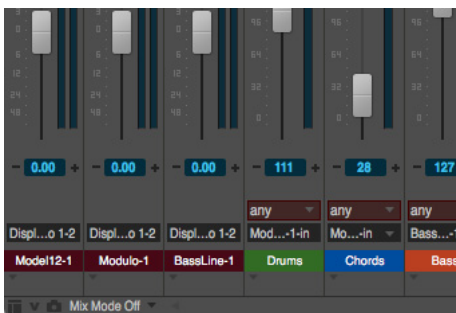 0.00 0.00 0.00 111 28 127
any any any
Displ...o 1-2 Displ...o 1-2 Displ...o 1-2 Mod...-1-in Mo...-in Bass...
Model12-1 Modulo-1 BassLine-1 Drums Chords Bass
Mix Mode Off